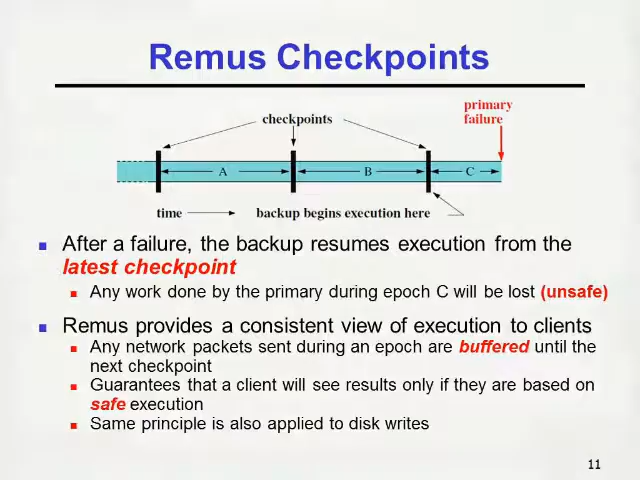 Remus Checkpoints
primary
failure
checkpoints
A
B
C
time
backup begins execution here
After a failure, the backup resumes execution from the
latest checkpoint
Any work done by the primary during epoch C will be lost (unsafe)
Remus provides a consistent view of execution to clients
Any network packets sent during an epoch are buffered until the
next checkpoint
Guarantees that a client will see results only if they are based on
safe execution
Same principle is also applied to disk writes
11